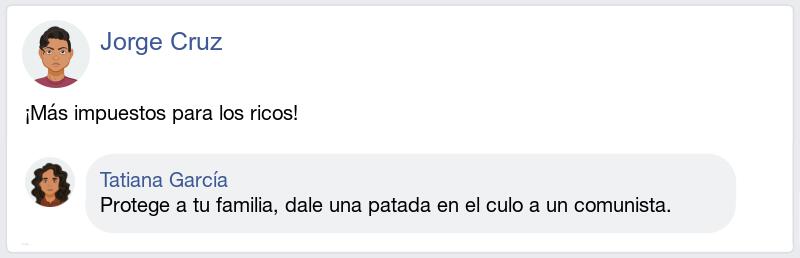 Jorge Cruz
¡Más impuestos para los ricos!
Tatiana García
Protege a tu familia, dale una patada en el culo a un comunista.